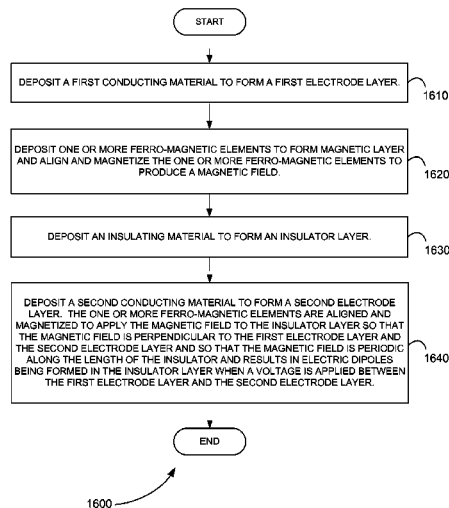 START
DEPOSIT A FIRST CONDUCTING MATERIAL TO FORM A FIRST ELECTRODE LAYER.
1610
DEPOSIT ONE OR MORE FERRO-MAGNETIC ELEMENTS TO FORM MAGNETIC LAYER
AND ALIGN AND MAGNETIZE THE ONE OR MORE FERRO-MAGNETIC ELEMENTS TO
PRODUCE A MAGNETIC FIELD.
1620
DEPOSIT AN INSULATING MATERIAL TO FORM AN INSULATOR LAYER.
1630
DEPOSIT A SECOND CONDUCTING MATERIAL TO FORM A SECOND ELECTRODE
LAYER. THE ONE OR MORE FERRO-MAGNETIC ELEMENTS ARE ALIGNED AND
MAGNETIZED TO APPLY THE MAGNETIC FIELD TO THE INSULATOR LAYER SO THAT
THE MAGNETIC FIELD IS PERPENDICULAR TO THE FIRST ELECTRODE LAYER AND
THE SECOND ELECTRODE LAYER AND SO THAT THE MAGNETIC FIELD IS PERIODIC
ALONG THE LENGTH OF THE INSULATOR AND RESULTS IN ELECTRIC DIPOLES
BEING FORMED IN THE INSULATOR LAYER WHEN A VOLTAGE IS APPLIED BETWEEN
THE FIRST ELECTRODE LAYER AND THE SECOND ELECTRODE LAYER.
1640
END
1600